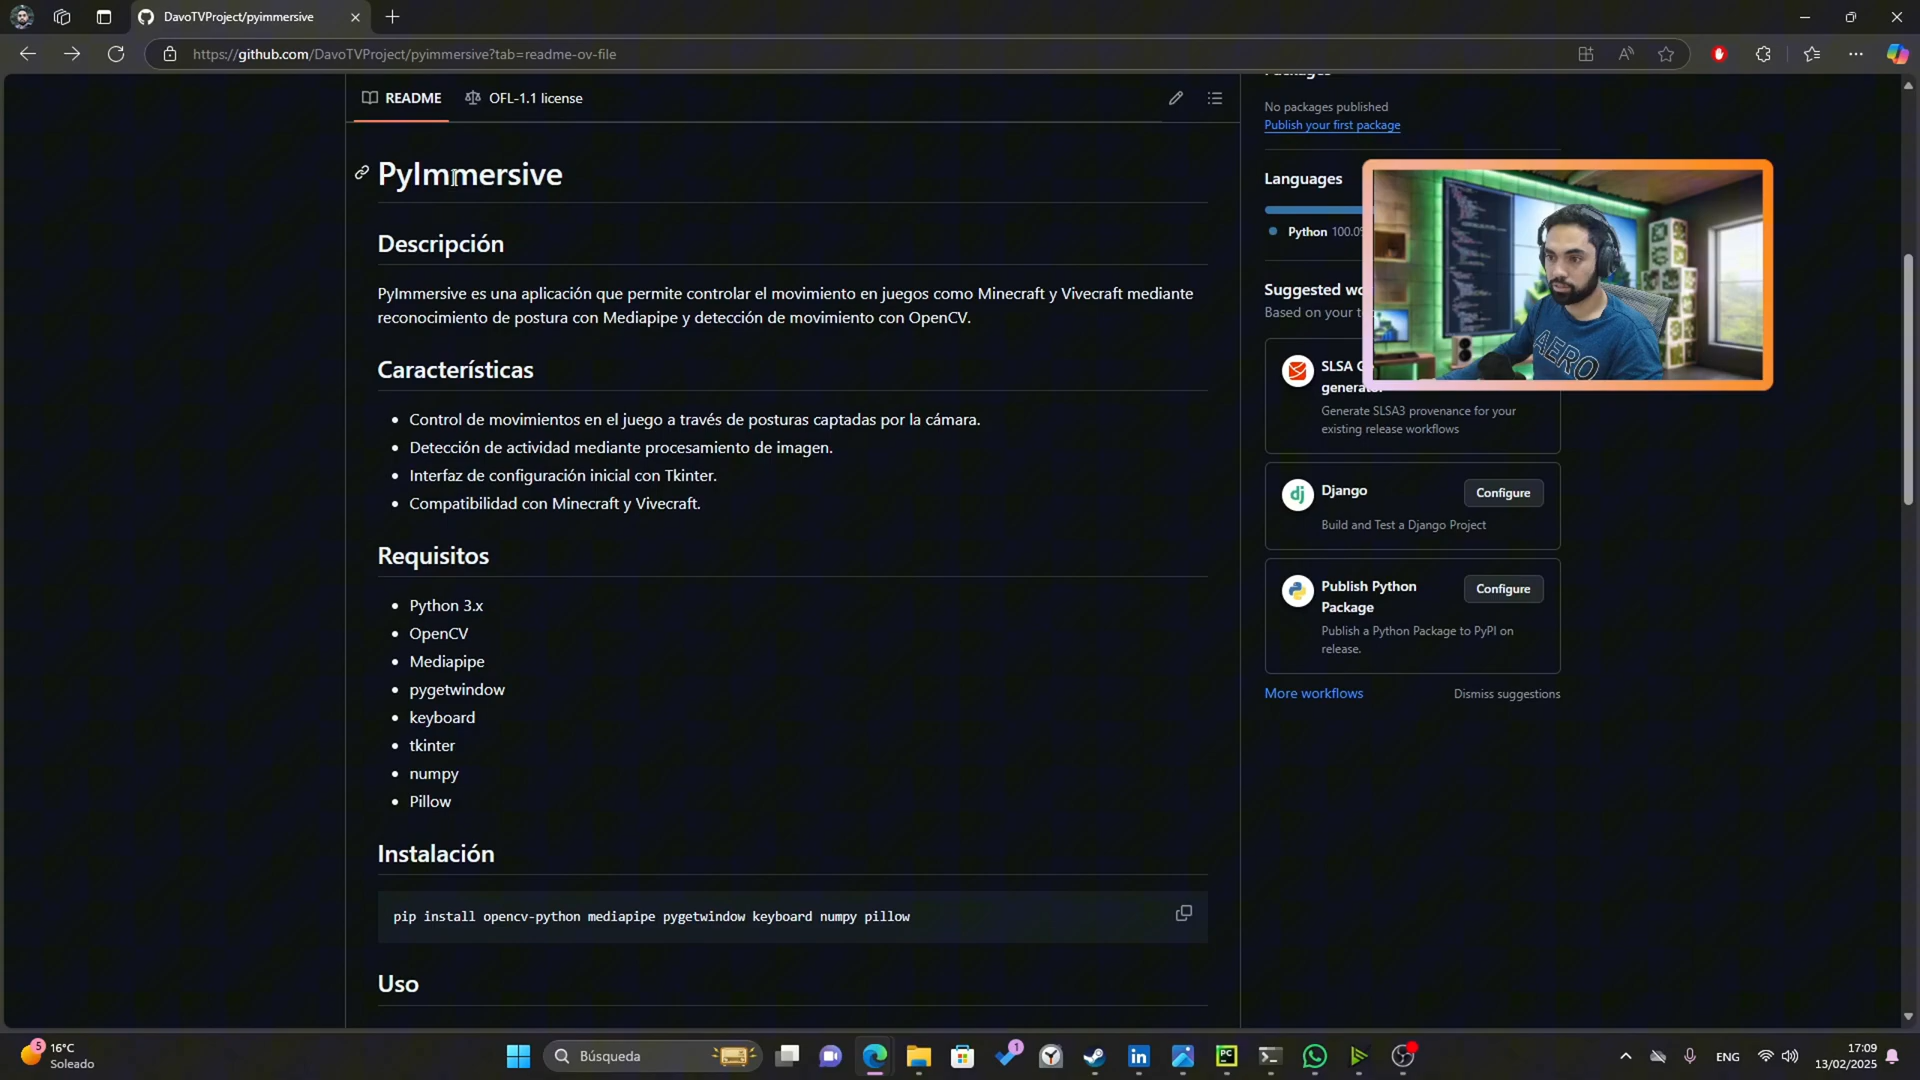 DavoTVProject/pyimmersive
https://github.com/DavoTVProject/pyimmersive?tab=readme-ov-file
README
OFL-1.1 license
PyImmersive
Descripción
PyImmersive es una aplicación que permite controlar el movimiento en juegos como Minecraft y Vivecraft mediante
reconocimiento de postura con Mediapipe y detección de movimiento con OpenCV.
Características
Control de movimientos en el juego a través de posturas captadas por la cámara.
Detección de actividad mediante procesamiento de imagen.
Interfaz de configuración inicial con Tkinter.
Compatibilidad con Minecraft y Vivecraft.
Requisitos
Python 3.x
OpenCV
Mediapipe
pygetwindow
keyboard
tkinter
numpy
Pillow
Instalación
pip install opencv-python mediapipe pygetwindow keyboard numpy pillow
Uso
No packages published
Publish your first package
Languages
Python 100.0%
Suggested
Based on your
SLSA
Generate SLSA3 provenance for your
existing release workflows
Django
Configure
Build and Test a Django Project
Publish Python
Package
Configure
Publish a Python Package to PyPI on
release.
More workflows
Dismiss suggestions
AERO
5
16°C
Soleado
Búsqueda
1
PC
ENG
17:09
13/02/2025